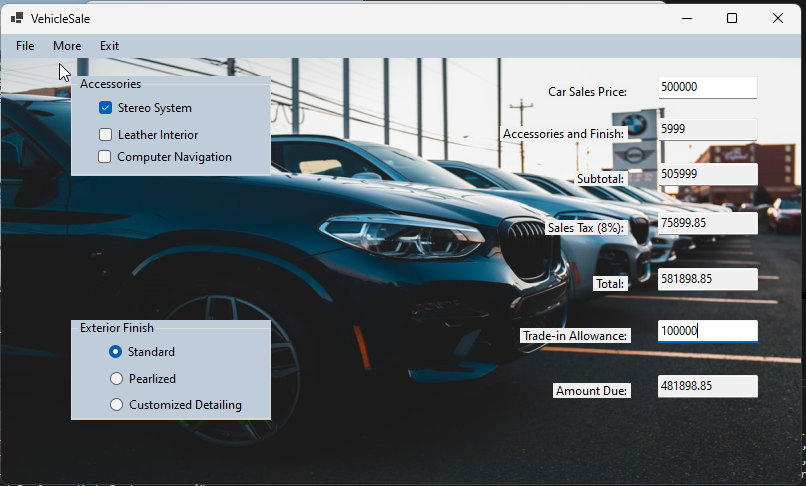 VehicleSale
File More Exit
Accessories
Stereo System
Leather Interior
Computer Navigation
Car Sales Price: 500000
Accessories and Finish: 5999
Subtotal: 505999
Sales Tax (8%): 75899.85
Total: 581898.85
Exterior Finish
Standard
Pearlized
Customized Detailing
Trade-in Allowance: 100000
Amount Due: 481898.85